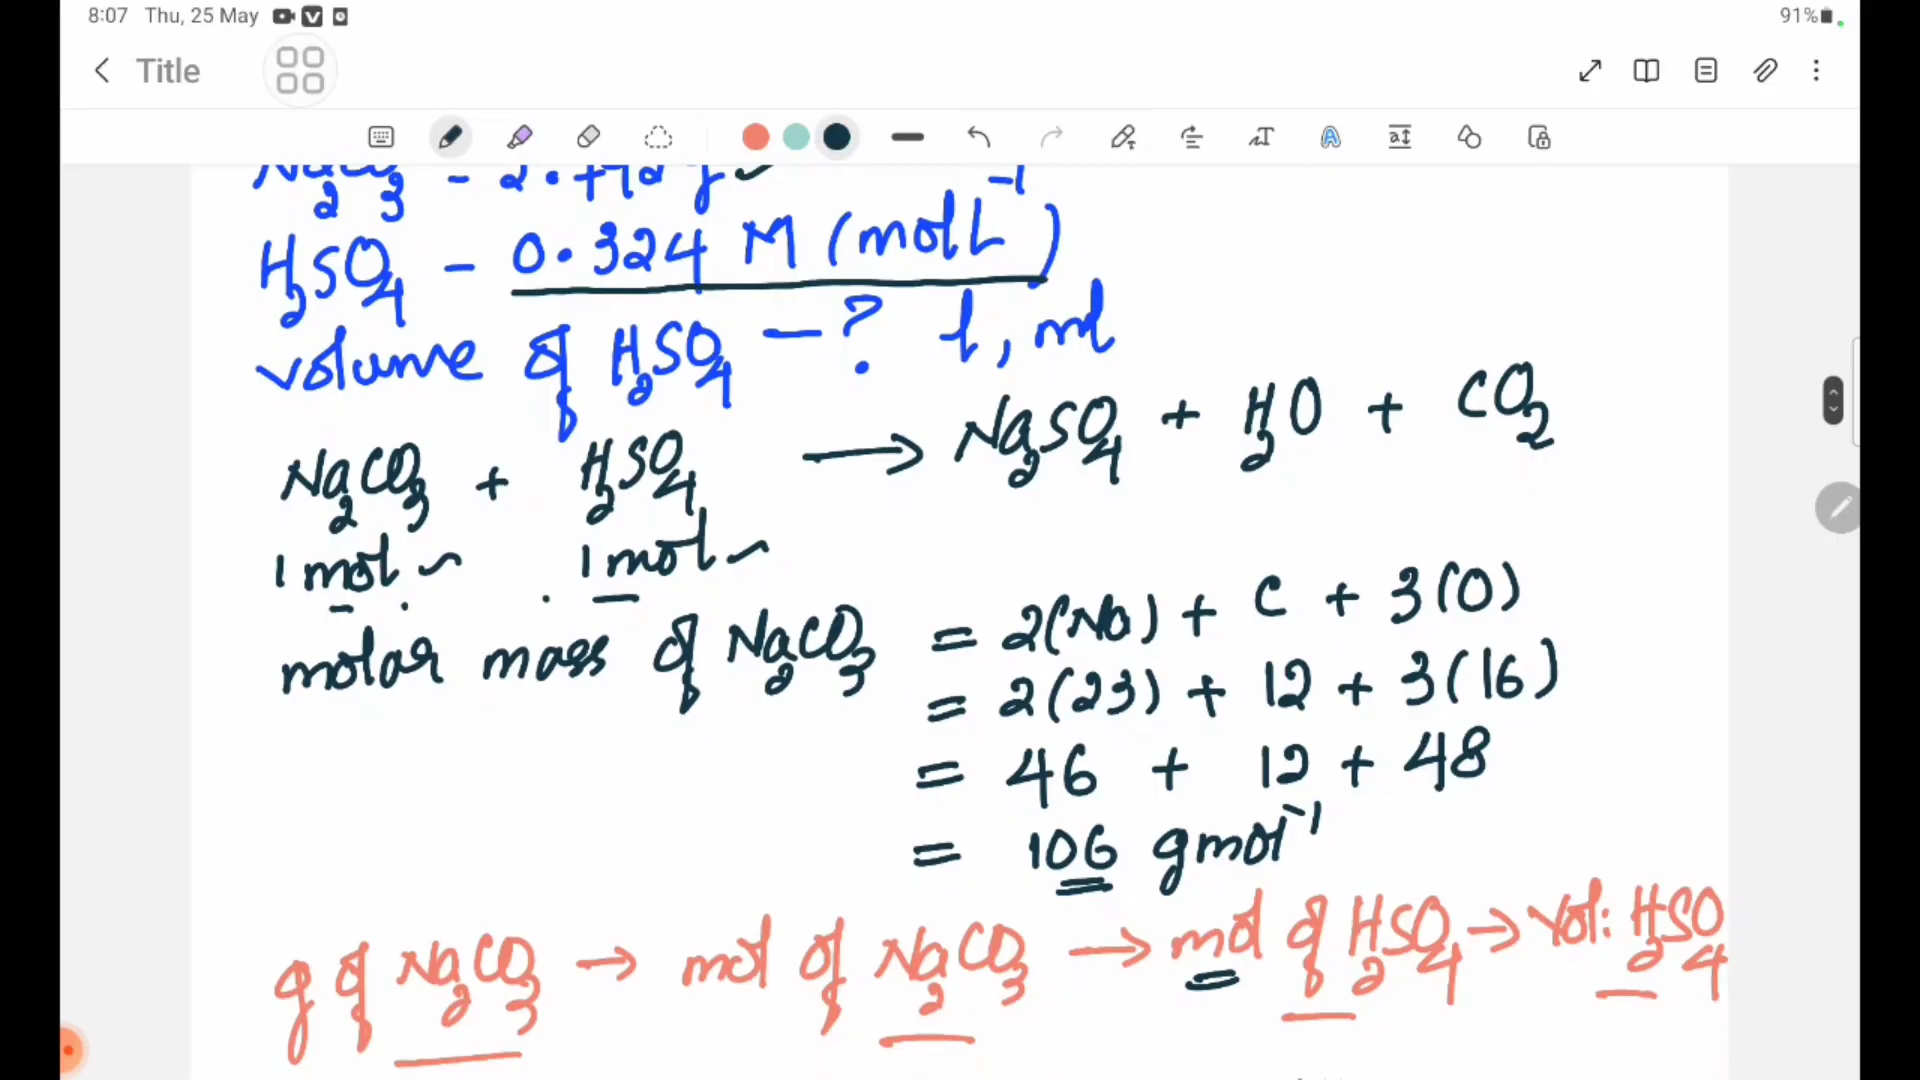 8:07 Thu, 25 May 91%
Title
Na₂CO₃ -
H₂SO₄ - 0.324 M (mol L⁻¹)
volume of H₂SO₄ - ? l, ml
Na₂CO₃ + H₂SO₄ → Na₂SO₄ + H₂O + CO₂
1 mol 1 mol
molar mass of Na₂CO₃ = 2(Na) + C + 3(O)
= 2(23) + 12 + 3(16)
= 46 + 12 + 48
= 106 gmol⁻¹
g of Na₂CO₃ → mol of Na₂CO₃ → mol of H₂SO₄ → Vol: H₂SO₄